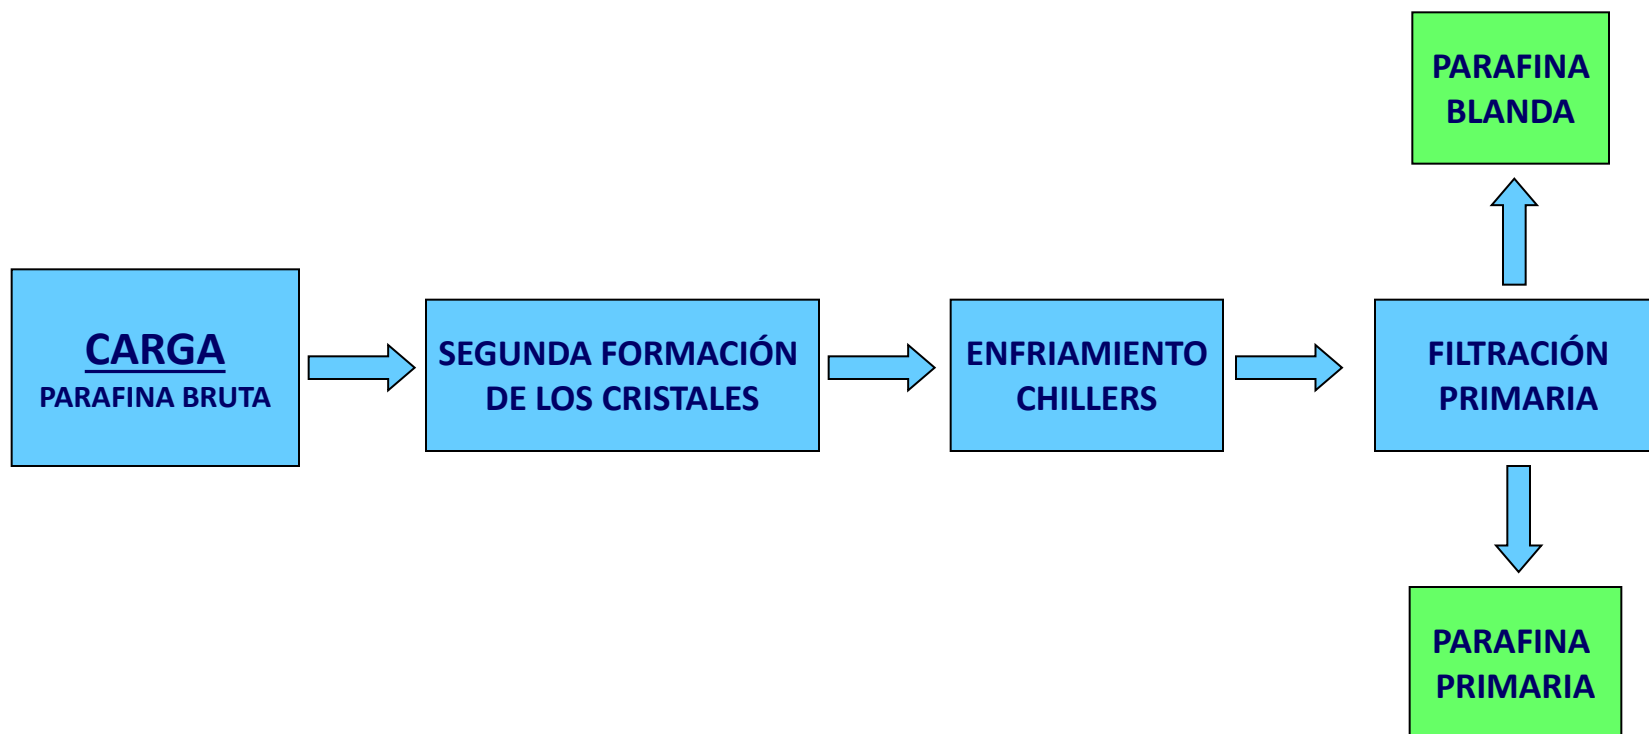 CARGA
PARAFINA BRUTA
SEGUNDA FORMACIÓN
DE LOS CRISTALES
ENFRIAMIENTO
CHILLERS
FILTRACIÓN
PRIMARIA
PARAFINA
BLANDA
PARAFINA
PRIMARIA